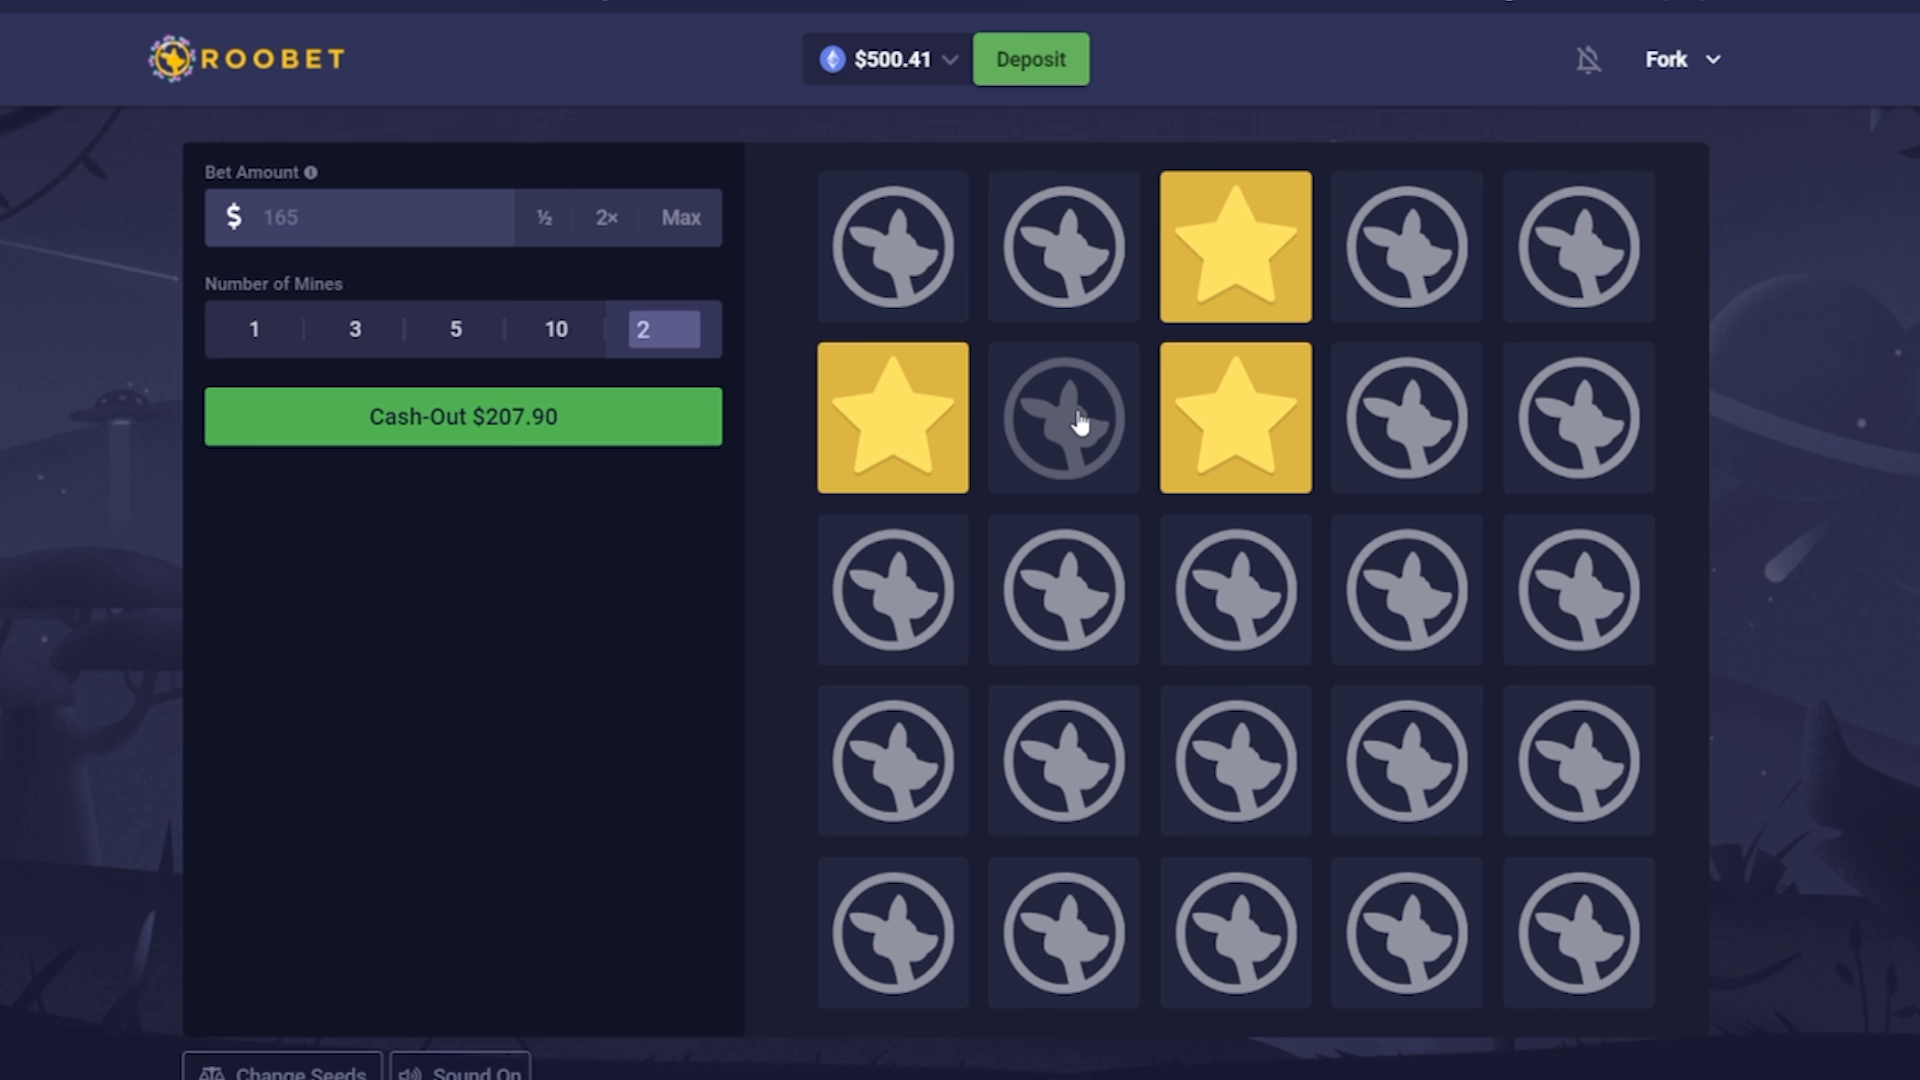 ROOBET
$500.41
Deposit
Fork
Bet Amount
$ 165 ½ 2× Max
Number of Mines
1 3 5 10 2
Cash-Out $207.90
Change Seeds
Sound On